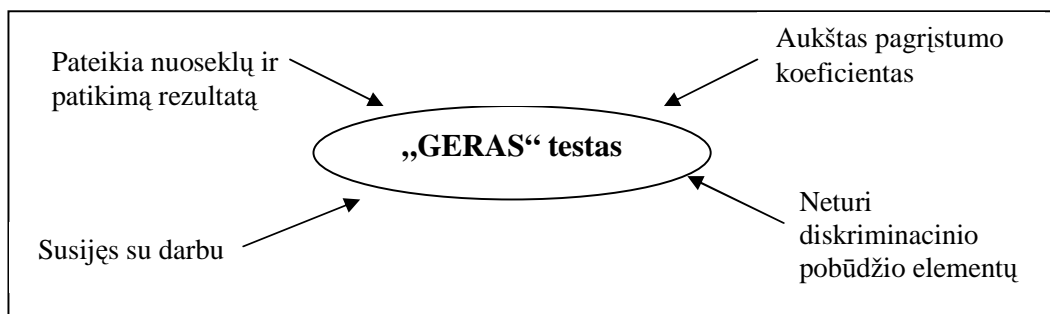 Pateikia nuoseklų ir
patikimą rezultatą
Aukštas pagrįstumo
koeficientas
„GERAS“ testas
Susijęs su darbu
Neturi
diskriminacinio
pobūdžio elementų